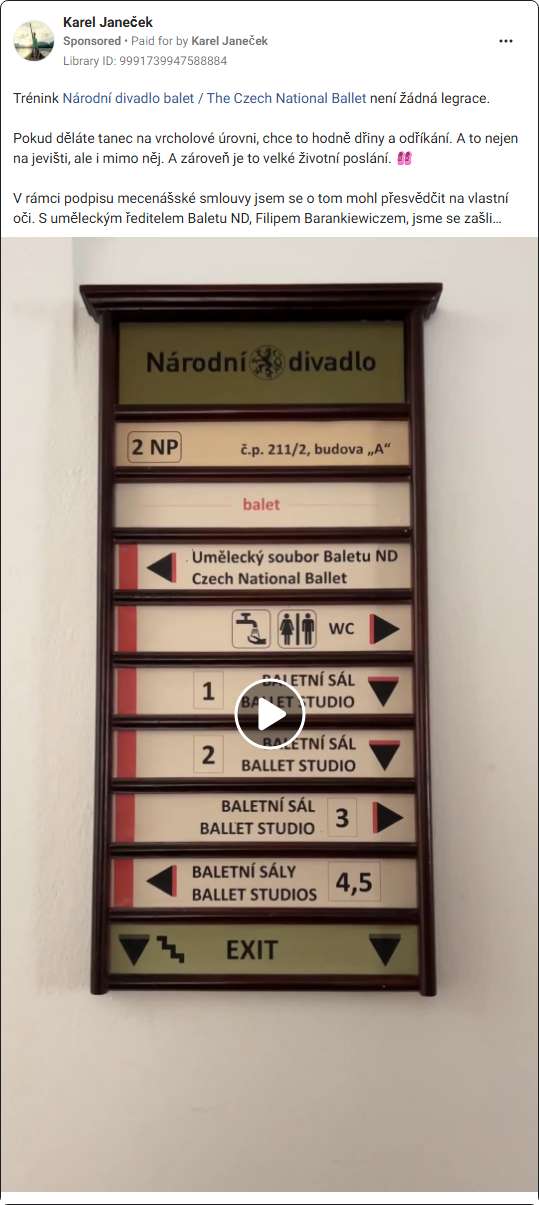 Karel Janeček
Sponsored • Paid for by Karel Janeček
Library ID: 9991739947588884
Trénink Národní divadlo balet / The Czech National Ballet není žádná legrace.
Pokud děláte tanec na vrcholové úrovni, chce to hodně dřiny a odříkání. A to nejen
na jevišti, ale i mimo něj. A zároveň je to velké životní poslání. 🩰
V rámci podpisu mecenášské smlouvy jsem se o tom mohl přesvědčit na vlastní
oči. S uměleckým ředitelem Baletu ND, Filipem Barankiewiczem, jsme se zašli...
Národní divadlo
2 NP č.p. 211/2, budova „A“
balet
Umělecký soubor Baletu ND
Czech National Ballet
WC
1 BALETNÍ SÁL
BALLET STUDIO
2 BALETNÍ SÁL
BALLET STUDIO
BALETNÍ SÁL 3
BALLET STUDIO
BALETNÍ SÁLY 4,5
BALLET STUDIOS
EXIT